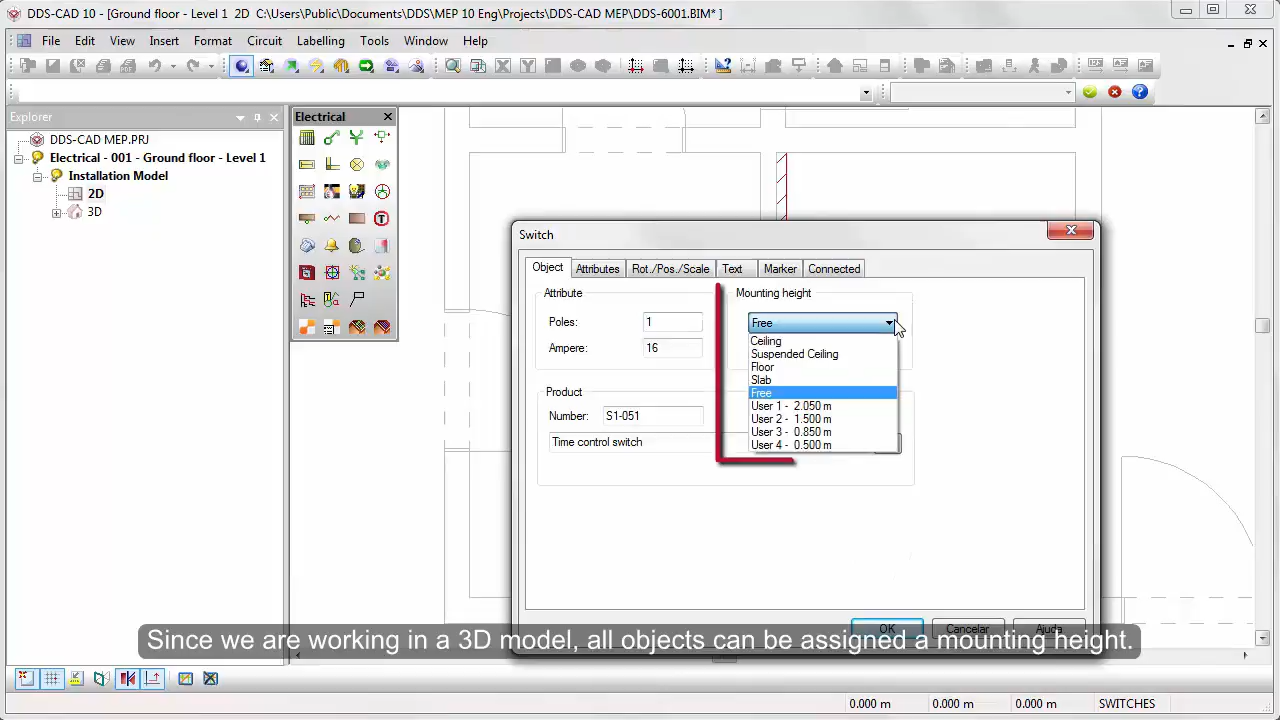 DDS-CAD 10 - [Ground floor - Level 1  2D  C:\Users\Public\Documents\DDS\MEP 10 Eng\Projects\DDS-CAD MEP\DDS-6001.BIM* ]
File Edit View Insert Format Circuit Labelling Tools Window Help
Explorer
DDS-CAD MEP.PRJ
Electrical - 001 - Ground floor - Level 1
Installation Model
2D
3D
Electrical
Switch
Object Attributes Rot./Pos./Scale Text Marker Connected
Attribute
Poles: 1
Ampere: 16
Product
Number: S1-051
Time control switch
Mounting height
Free
Ceiling
Suspended Ceiling
Floor
Slab
Free
User 1 - 2.050 m
User 2 - 1.500 m
User 3 - 0.850 m
User 4 - 0.500 m
OK Cancelar Ajuda
Since we are working in a 3D model, all objects can be assigned a mounting height.
0.000 m 0.000 m 0.000 m SWITCHES